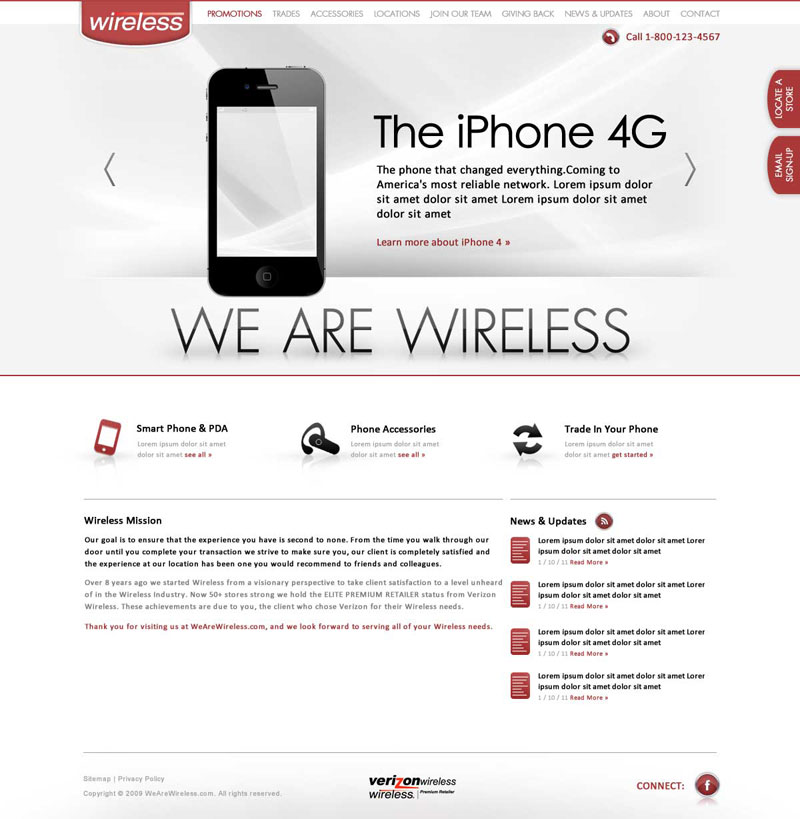 wireless
PROMOTIONS TRADES ACCESSORIES LOCATIONS JOIN OUR TEAM GIVING BACK NEWS & UPDATES ABOUT CONTACT
Call 1-800-123-4567
LOCATE A
STORE
EMAIL
SIGN-UP
The iPhone 4G
The phone that changed everything.Coming to
America's most reliable network. Lorem ipsum dolor
sit amet dolor sit amet Lorem ipsum dolor sit amet
dolor sit amet
Learn more about iPhone 4 »
WE ARE WIRELESS
Smart Phone & PDA
Lorem ipsum dolor sit amet
dolor sit amet see all »
Phone Accessories
Lorem ipsum dolor sit amet
dolor sit amet see all »
Trade In Your Phone
Lorem ipsum dolor sit amet
dolor sit amet get started »
Wireless Mission
Our goal is to ensure that the experience you have is second to none. From the time you walk through our
door until you complete your transaction we strive to make sure you, our client is completely satisfied and
the experience at our location has been one you would recommend to friends and colleagues.
Over 8 years ago we started Wireless from a visionary perspective to take client satisfaction to a level unheard
of in the Wireless Industry. Now 50+ stores strong we hold the ELITE PREMIUM RETAILER status from Verizon
Wireless. These achievements are due to you, the client who chose Verizon for their Wireless needs.
Thank you for visiting us at WeAreWireless.com, and we look forward to serving all of your Wireless needs.
News & Updates
Lorem ipsum dolor sit amet dolor sit amet Lorer
ipsum dolor sit amet dolor sit amet
1 / 10 / 11 Read More »
Lorem ipsum dolor sit amet dolor sit amet Lorer
ipsum dolor sit amet dolor sit amet
1 / 10 / 11 Read More »
Lorem ipsum dolor sit amet dolor sit amet Lorer
ipsum dolor sit amet dolor sit amet
1 / 10 / 11 Read More »
Lorem ipsum dolor sit amet dolor sit amet Lorer
ipsum dolor sit amet dolor sit amet
1 / 10 / 11 Read More »
Sitemap | Privacy Policy
Copyright © 2009 WeAreWireless.com. All rights reserved.
verizonwireless
wireless. | Premium Retailer
CONNECT: f